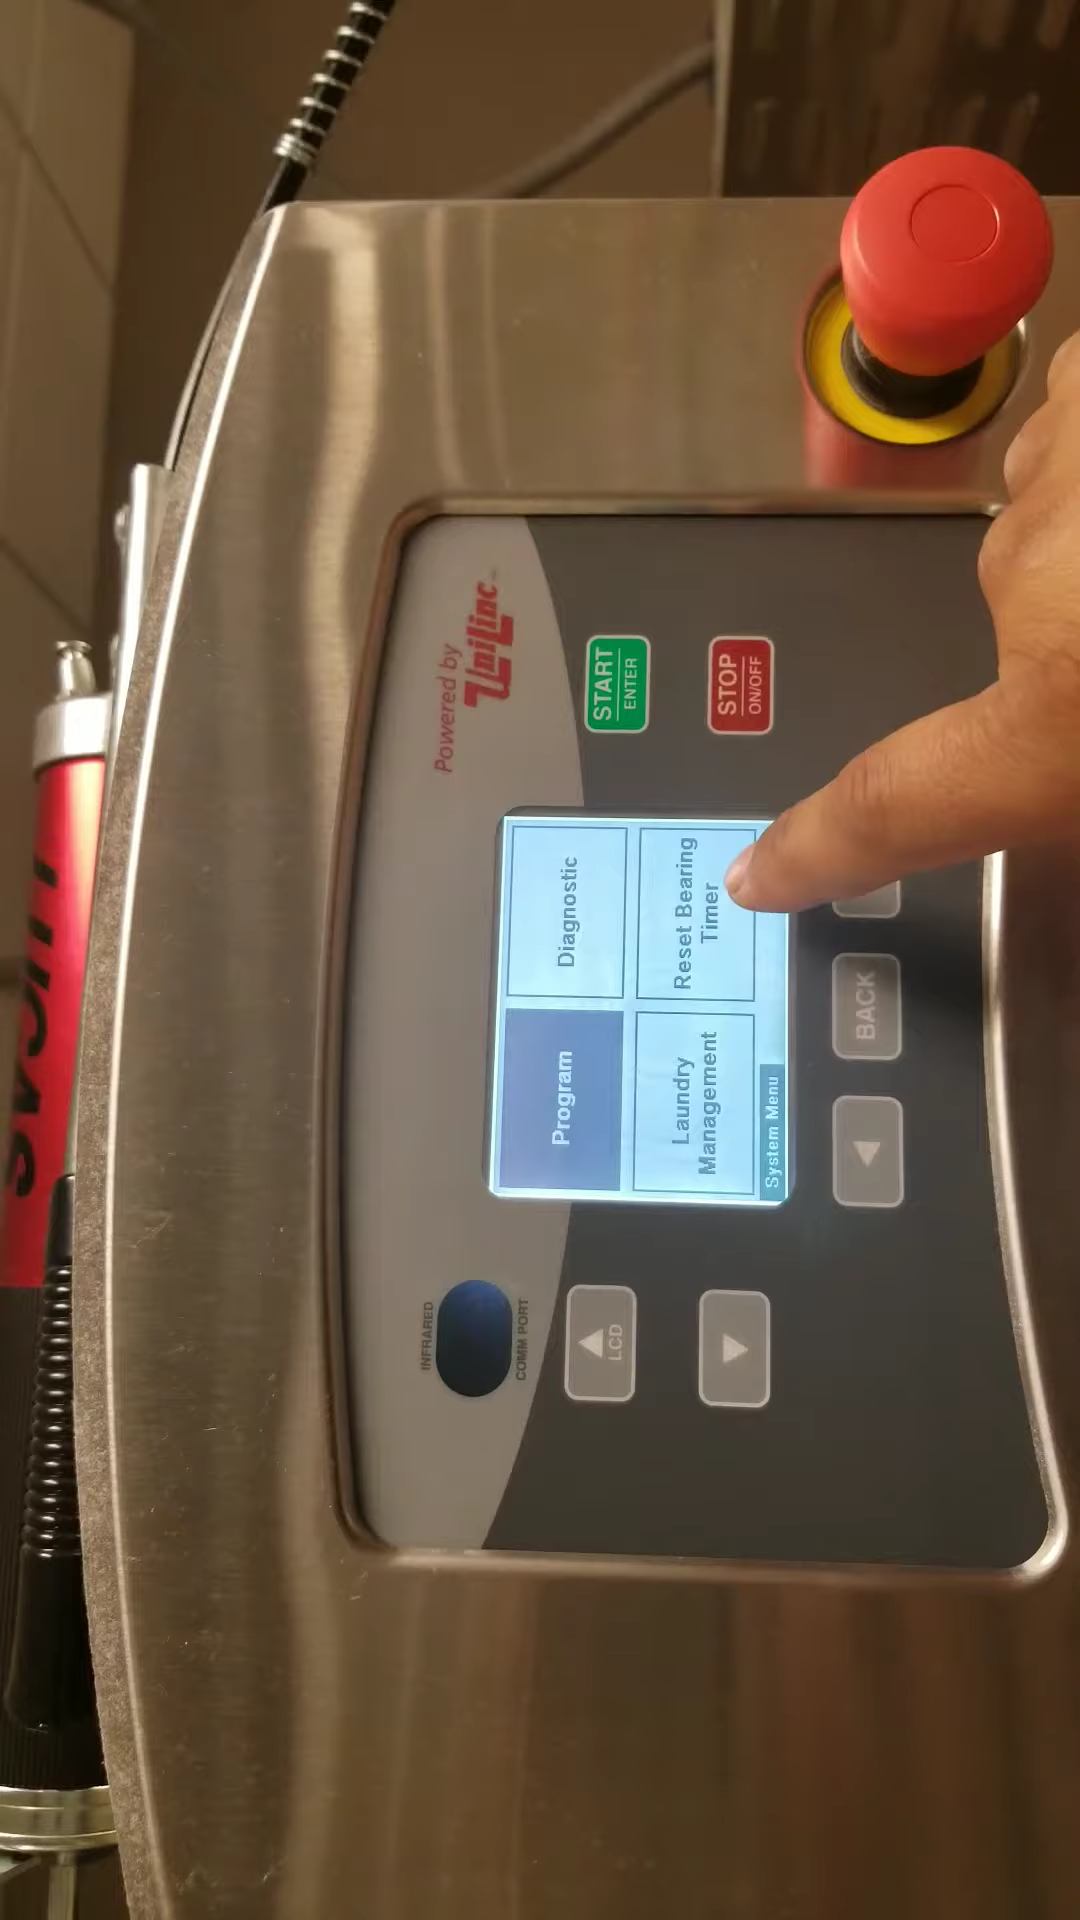 Powered by
UniLinc
INFRARED
COMM PORT
LCD
START
ENTER
STOP
ON/OFF
Program
Diagnostic
Laundry
Management
Reset Bearing
Timer
System Menu
BACK